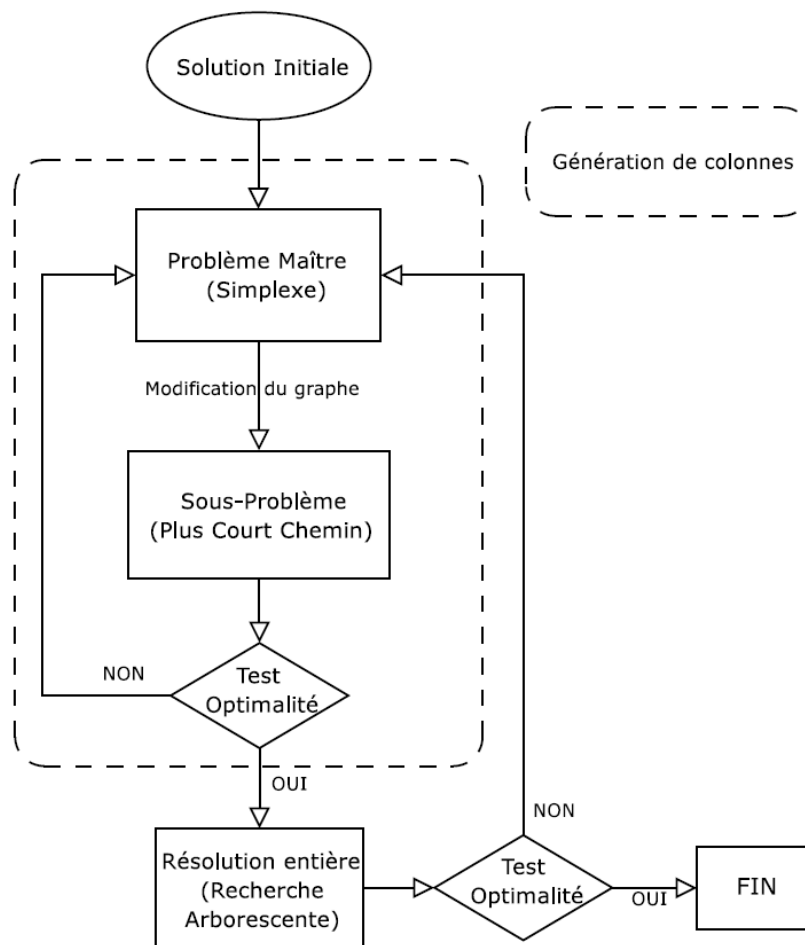 Solution Initiale
Génération de colonnes
Problème Maître
(Simplexe)
Modification du graphe
Sous-Problème
(Plus Court Chemin)
NON
Test
Optimalité
OUI
NON
Résolution entière
(Recherche
Arborescente)
Test
Optimalité
OUI
FIN